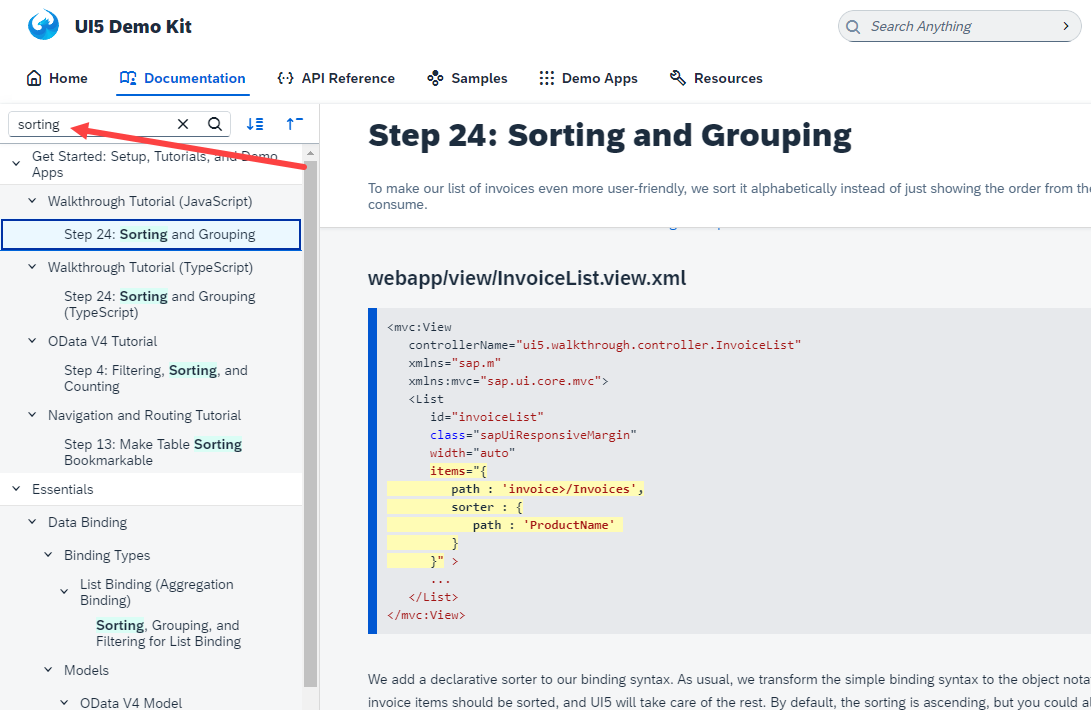 UI5 Demo Kit
Search Anything
Home
Documentation
API Reference
Samples
Demo Apps
Resources
sorting
Get Started: Setup, Tutorials, and Demo
Apps
Walkthrough Tutorial (JavaScript)
Step 24: Sorting and Grouping
Walkthrough Tutorial (TypeScript)
Step 24: Sorting and Grouping
(TypeScript)
OData V4 Tutorial
Step 4: Filtering, Sorting, and
Counting
Navigation and Routing Tutorial
Step 13: Make Table Sorting
Bookmarkable
Essentials
Data Binding
Binding Types
List Binding (Aggregation
Binding)
Sorting, Grouping, and
Filtering for List Binding
Models
OData V4 Model
Step 24: Sorting and Grouping
To make our list of invoices even more user-friendly, we sort it alphabetically instead of just showing the order from the
consume.
webapp/view/InvoiceList.view.xml
<mvc:View
controllerName="ui5.walkthrough.controller.InvoiceList"
xmlns="sap.m"
xmlns:mvc="sap.ui.core.mvc">
<List
id="invoiceList"
class="sapUiResponsiveMargin"
width="auto"
items="{
path : 'invoice>/Invoices',
sorter : {
path : 'ProductName'
}
}" >
...
</List>
</mvc:View>
We add a declarative sorter to our binding syntax. As usual, we transform the simple binding syntax to the object nota
invoice items should be sorted, and UI5 will take care of the rest. By default, the sorting is ascending, but you could al